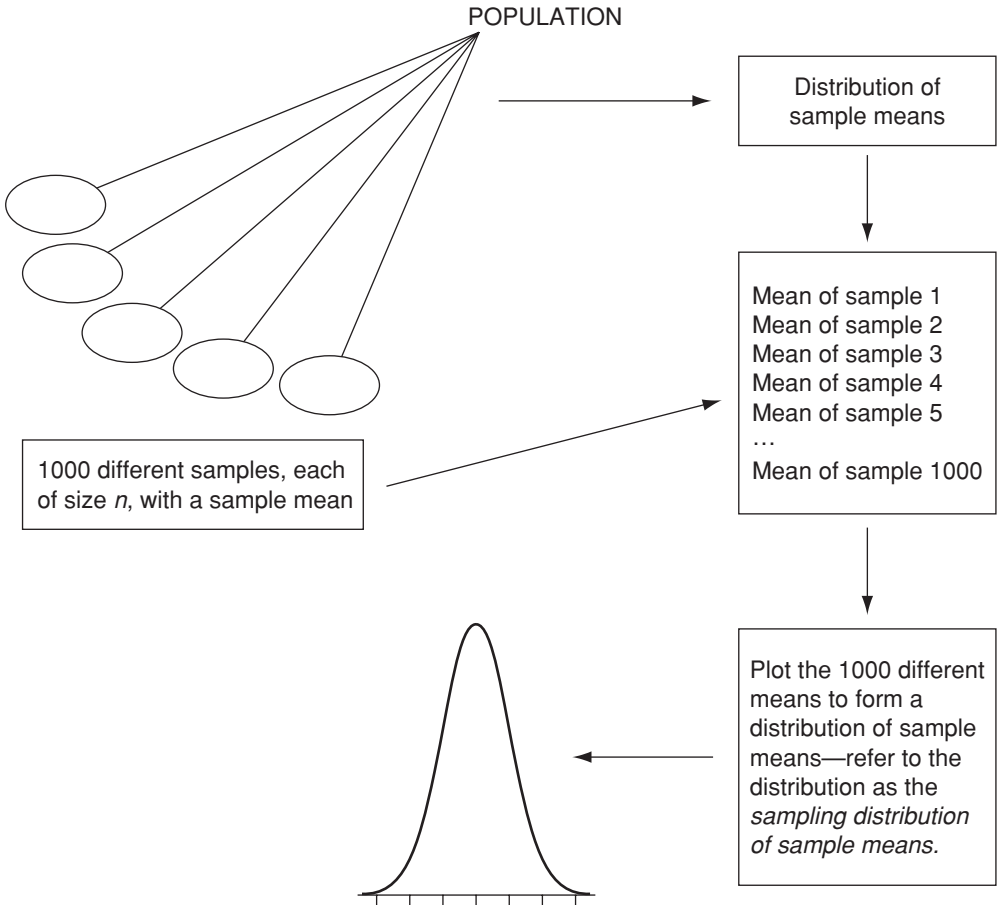 POPULATION
Distribution of
sample means
Mean of sample 1
Mean of sample 2
Mean of sample 3
Mean of sample 4
Mean of sample 5
…
Mean of sample 1000
1000 different samples, each
of size n, with a sample mean
Plot the 1000 different
means to form a
distribution of sample
means—refer to the
distribution as the
sampling distribution
of sample means.